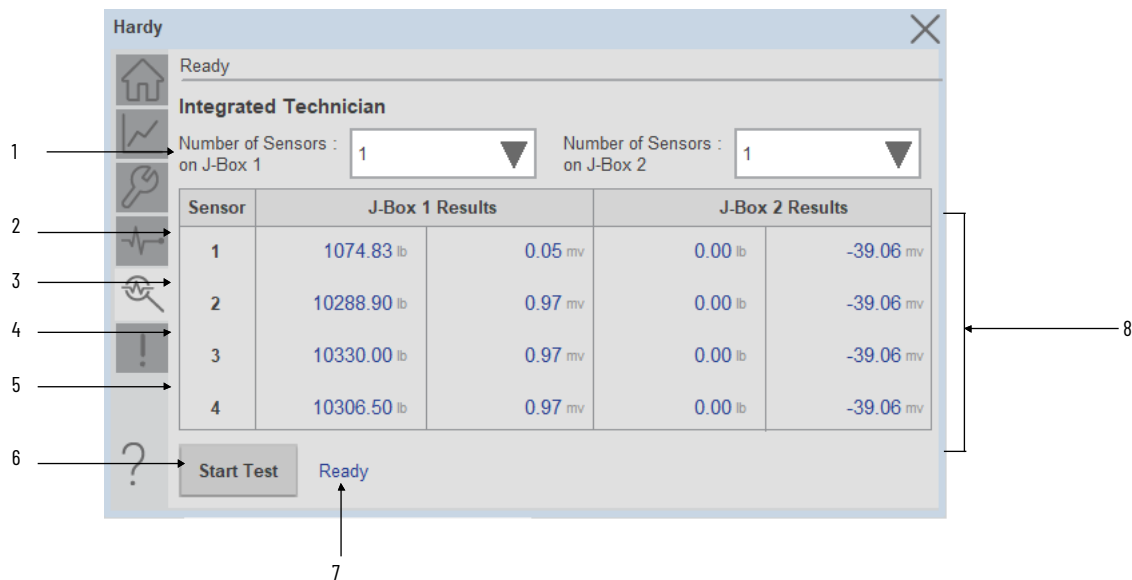 Hardy
Ready
Integrated Technician
Number of Sensors :
on J-Box 1
1
Number of Sensors :
on J-Box 2
1
Sensor J-Box 1 Results J-Box 2 Results
1 1074.83 lb 0.05 mv 0.00 lb -39.06 mv
2 10288.90 lb 0.97 mv 0.00 lb -39.06 mv
3 10330.00 lb 0.97 mv 0.00 lb -39.06 mv
4 10306.50 lb 0.97 mv 0.00 lb -39.06 mv
? Start Test Ready
1
2
3
4
5
6
7
8